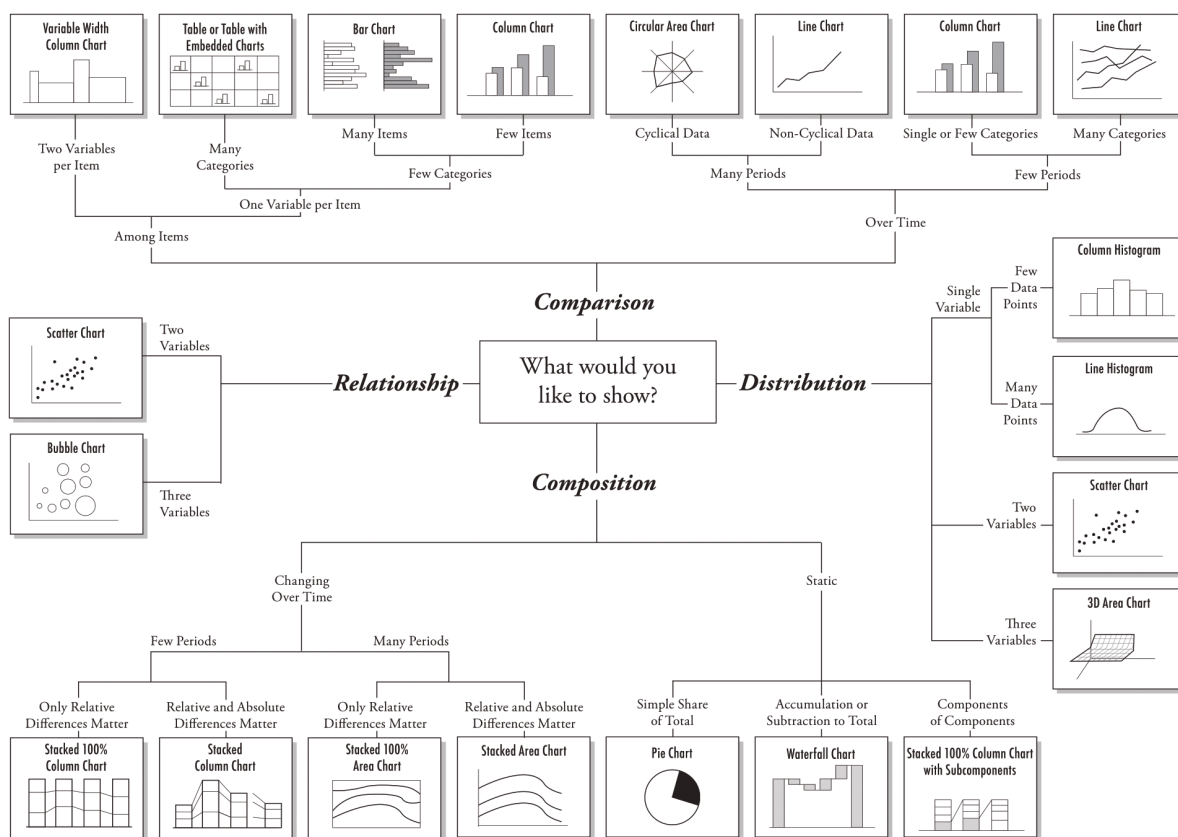 Variable Width
Column Chart
Table or Table with
Embedded Charts
Bar Chart
Column Chart
Circular Area Chart
Line Chart
Column Chart
Line Chart
Two Variables
per Item
Many
Categories
Many Items
Few Items
Cyclical Data
Non-Cyclical Data
Single or Few Categories
Many Categories
Few Categories
Many Periods
Few Periods
One Variable per Item
Among Items
Over Time
Comparison
What would you
like to show?
Relationship
Two
Variables
Scatter Chart
Three
Variables
Bubble Chart
Distribution
Single
Variable
Few
Data
Points
Column Histogram
Many
Data
Points
Line Histogram
Two
Variables
Scatter Chart
Three
Variables
3D Area Chart
Composition
Changing
Over Time
Static
Few Periods
Many Periods
Only Relative
Differences Matter
Relative and Absolute
Differences Matter
Only Relative
Differences Matter
Relative and Absolute
Differences Matter
Simple Share
of Total
Accumulation or
Subtraction to Total
Components
of Components
Stacked 100%
Column Chart
Stacked
Column Chart
Stacked 100%
Area Chart
Stacked Area Chart
Pie Chart
Waterfall Chart
Stacked 100% Column Chart
with Subcomponents